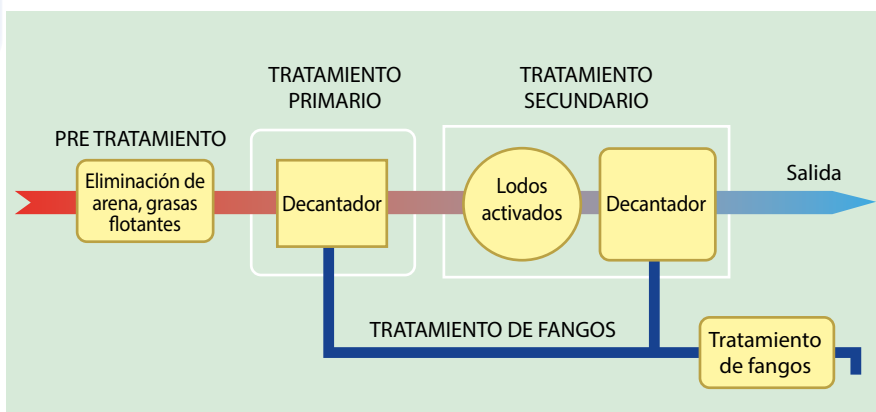 PRE TRATAMIENTO
Eliminación de
arena, grasas
flotantes
TRATAMIENTO
PRIMARIO
Decantador
TRATAMIENTO
SECUNDARIO
Lodos
activados
Decantador
Salida
TRATAMIENTO DE FANGOS
Tratamiento
de fangos